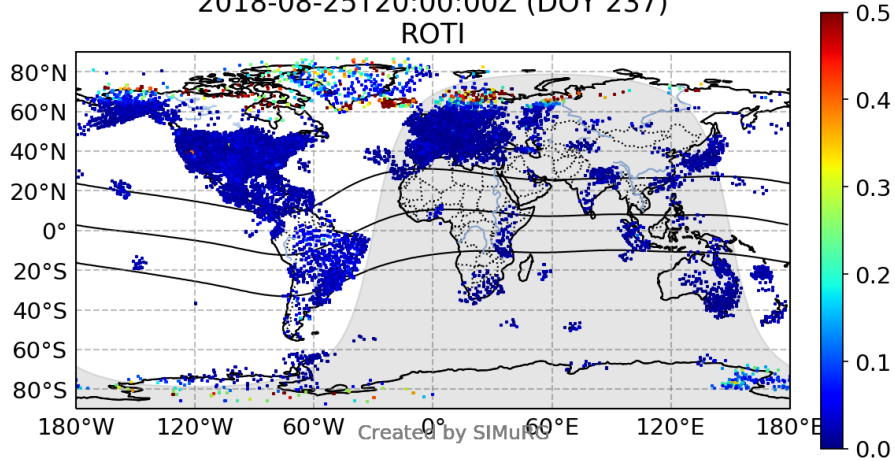 2018-08-25T20:00:00Z (DOY 237)
ROTI
0.5
0.4
0.3
0.2
0.1
0.0
80°N
60°N
40°N
20°N
0°
20°S
40°S
60°S
80°S
180°W 120°W 60°W 0° 60°E 120°E 180°E
Created by SIMuRG